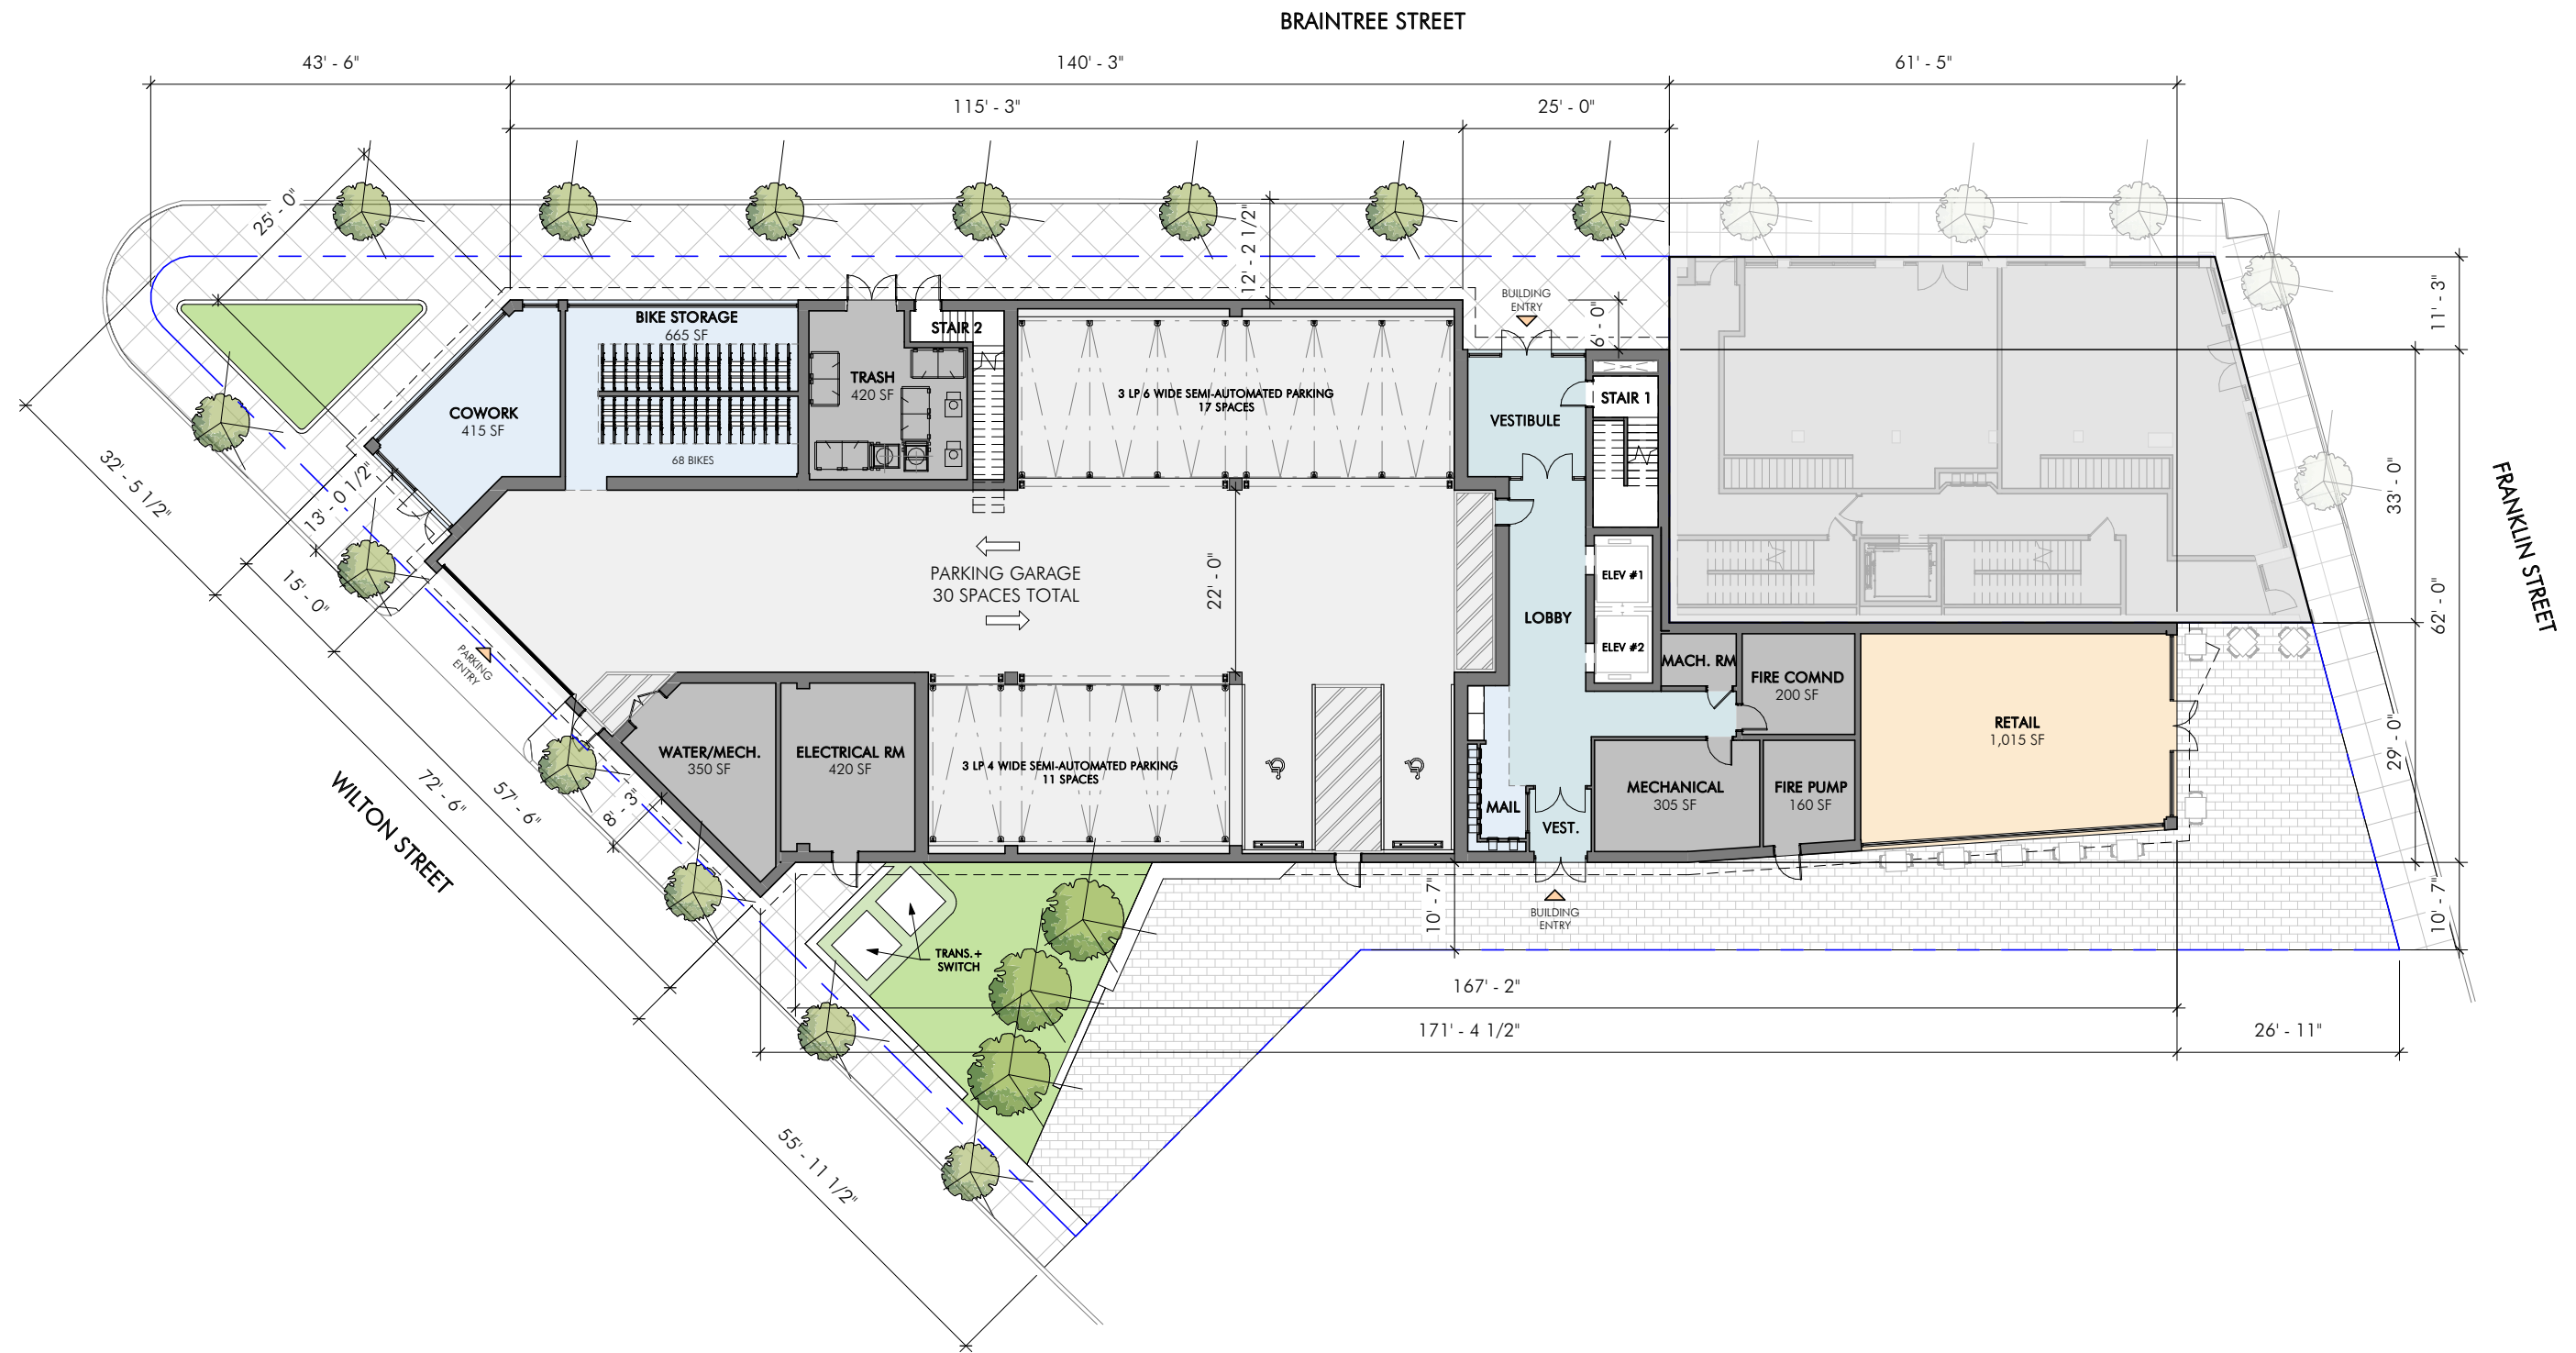 BRAINTREE STREET
43' - 6"
140' - 3"
61' - 5"
115' - 3"
25' - 0"
25' - 0"
12' - 2 1/2"
BUILDING
ENTRY
6' - 0"
11' - 3"
BIKE STORAGE
665 SF
68 BIKES
STAIR 2
TRASH
420 SF
COWORK
415 SF
3 LP 6 WIDE SEMI-AUTOMATED PARKING
17 SPACES
VESTIBULE
STAIR 1
32' - 5 1/2"
13' - 0 1/2"
33' - 0"
FRANKLIN STREET
15' - 0"
PARKING GARAGE
30 SPACES TOTAL
22' - 0"
ELEV #1
LOBBY
ELEV #2
62' - 0"
PARKING
ENTRY
MACH. RM
FIRE COMND
200 SF
RETAIL
1,015 SF
WATER/MECH.
350 SF
ELECTRICAL RM
420 SF
3 LP 4 WIDE SEMI-AUTOMATED PARKING
11 SPACES
MECHANICAL
305 SF
FIRE PUMP
160 SF
29' - 0"
MAIL
VEST.
WILTON STREET
72' - 6"
57' - 6"
8' - 3"
10' - 7"
BUILDING
ENTRY
10' - 7"
TRANS.+
SWITCH
167' - 2"
171' - 4 1/2"
26' - 11"
55' - 11 1/2"